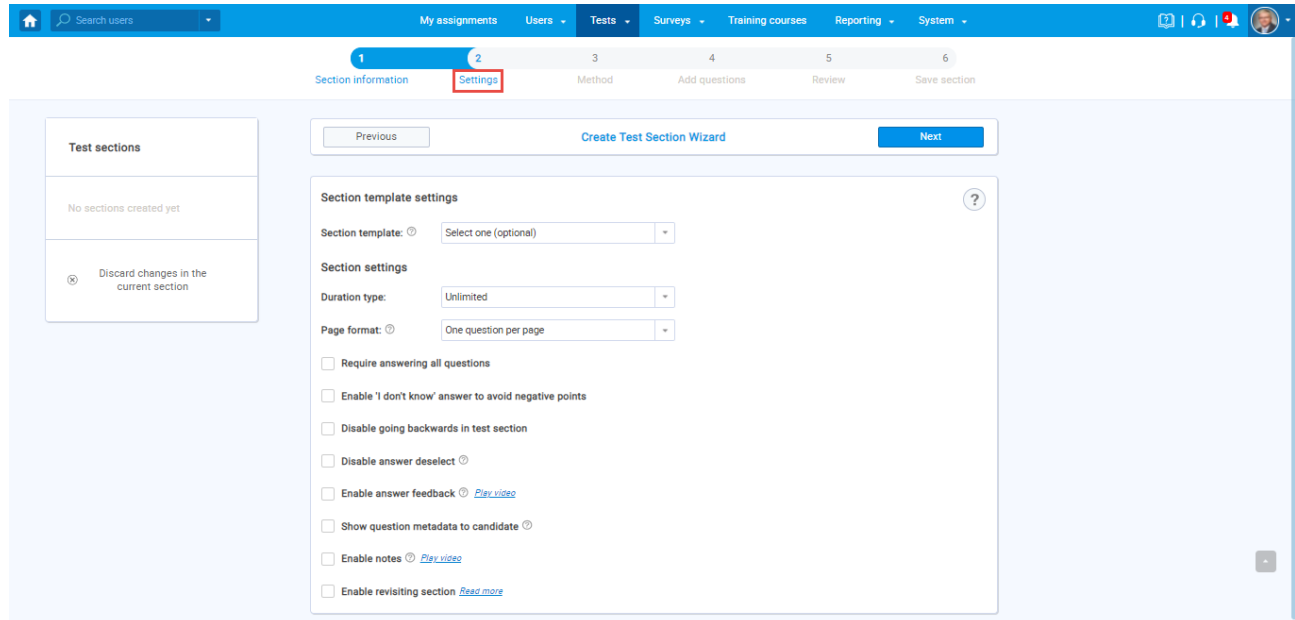 Search users
My assignments Users Tests Surveys Training courses Reporting System
4
1 2 3 4 5 6
Section information Settings Method Add questions Review Save section
Test sections
No sections created yet
Discard changes in the
current section
Previous Create Test Section Wizard Next
Section template settings
?
Section template: ? Select one (optional)
Section settings
Duration type: Unlimited
Page format: ? One question per page
Require answering all questions
Enable 'I don't know' answer to avoid negative points
Disable going backwards in test section
Disable answer deselect ?
Enable answer feedback ? Play video
Show question metadata to candidate ?
Enable notes ? Play video
Enable revisiting section Read more